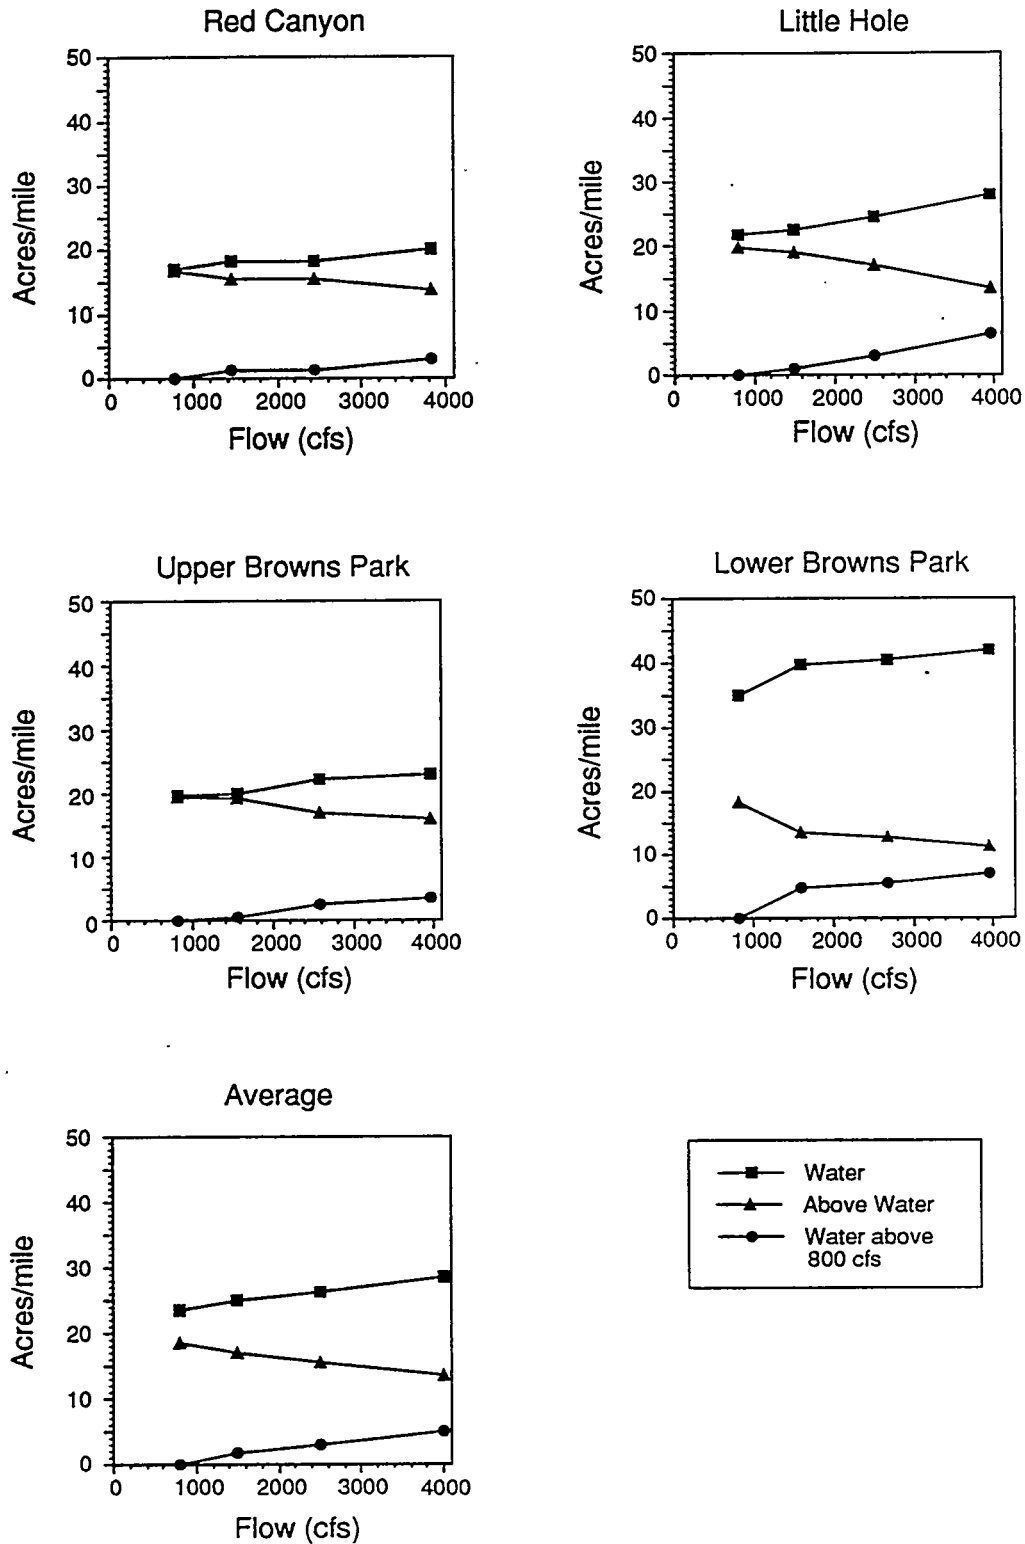 Red Canyon
50
40
30
20
10
0
Acres/mile
0 1000 2000 3000 4000
Flow (cfs)
Little Hole
50
40
30
20
10
0
Acres/mile
0 1000 2000 3000 4000
Flow (cfs)
Upper Browns Park
50
40
30
20
10
0
Acres/mile
0 1000 2000 3000 4000
Flow (cfs)
Lower Browns Park
50
40
30
20
10
0
Acres/mile
0 1000 2000 3000 4000
Flow (cfs)
Average
50
40
30
20
10
0
Acres/mile
0 1000 2000 3000 4000
Flow (cfs)
Water
Above Water
Water above
800 cfs